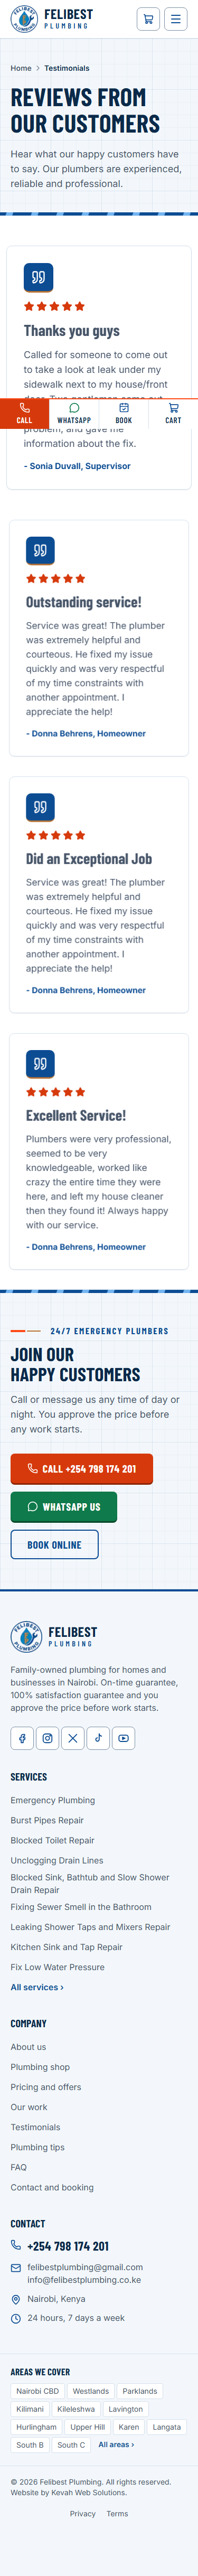 FELIBEST
PLUMBING
Home > Testimonials
REVIEWS FROM
OUR CUSTOMERS
Hear what our happy customers have
to say. Our plumbers are experienced,
reliable and professional.
Thanks you guys
Called for someone to come out
to take a look at leak under my
sidewalk next to my house/front
CALL
WHATSAPP
BOOK
CART
information about the fix.
- Sonia Duvall, Supervisor
Outstanding service!
Service was great! The plumber
was extremely helpful and
courteous. He fixed my issue
quickly and was very respectful
of my time constraints with
another appointment. I
appreciate the help!
- Donna Behrens, Homeowner
Did an Exceptional Job
Service was great! The plumber
was extremely helpful and
courteous. He fixed my issue
quickly and was very respectful
of my time constraints with
another appointment. I
appreciate the help!
- Donna Behrens, Homeowner
Excellent Service!
Plumbers were very professional,
seemed to be very
knowledgeable, worked like
crazy the entire time they were
here, and left my house cleaner
then they found it! Always happy
with our service.
- Donna Behrens, Homeowner
24/7 EMERGENCY PLUMBERS
JOIN OUR
HAPPY CUSTOMERS
Call or message us any time of day or
night. You approve the price before
any work starts.
CALL +254 798 174 201
WHATSAPP US
BOOK ONLINE
FELIBEST
PLUMBING
Family-owned plumbing for homes and
businesses in Nairobi. On-time guarantee,
100% satisfaction guarantee and you
approve the price before work starts.
SERVICES
Emergency Plumbing
Burst Pipes Repair
Blocked Toilet Repair
Unclogging Drain Lines
Blocked Sink, Bathtub and Slow Shower
Drain Repair
Fixing Sewer Smell in the Bathroom
Leaking Shower Taps and Mixers Repair
Kitchen Sink and Tap Repair
Fix Low Water Pressure
All services ›
COMPANY
About us
Plumbing shop
Pricing and offers
Our work
Testimonials
Plumbing tips
FAQ
Contact and booking
CONTACT
+254 798 174 201
felibestplumbing@gmail.com
info@felibestplumbing.co.ke
Nairobi, Kenya
24 hours, 7 days a week
AREAS WE COVER
Nairobi CBD Westlands Parklands
Kilimani Kileleshwa Lavington
Hurlingham Upper Hill Karen Langata
South B South C All areas ›
© 2026 Felibest Plumbing. All rights reserved.
Website by Kevah Web Solutions.
Privacy Terms